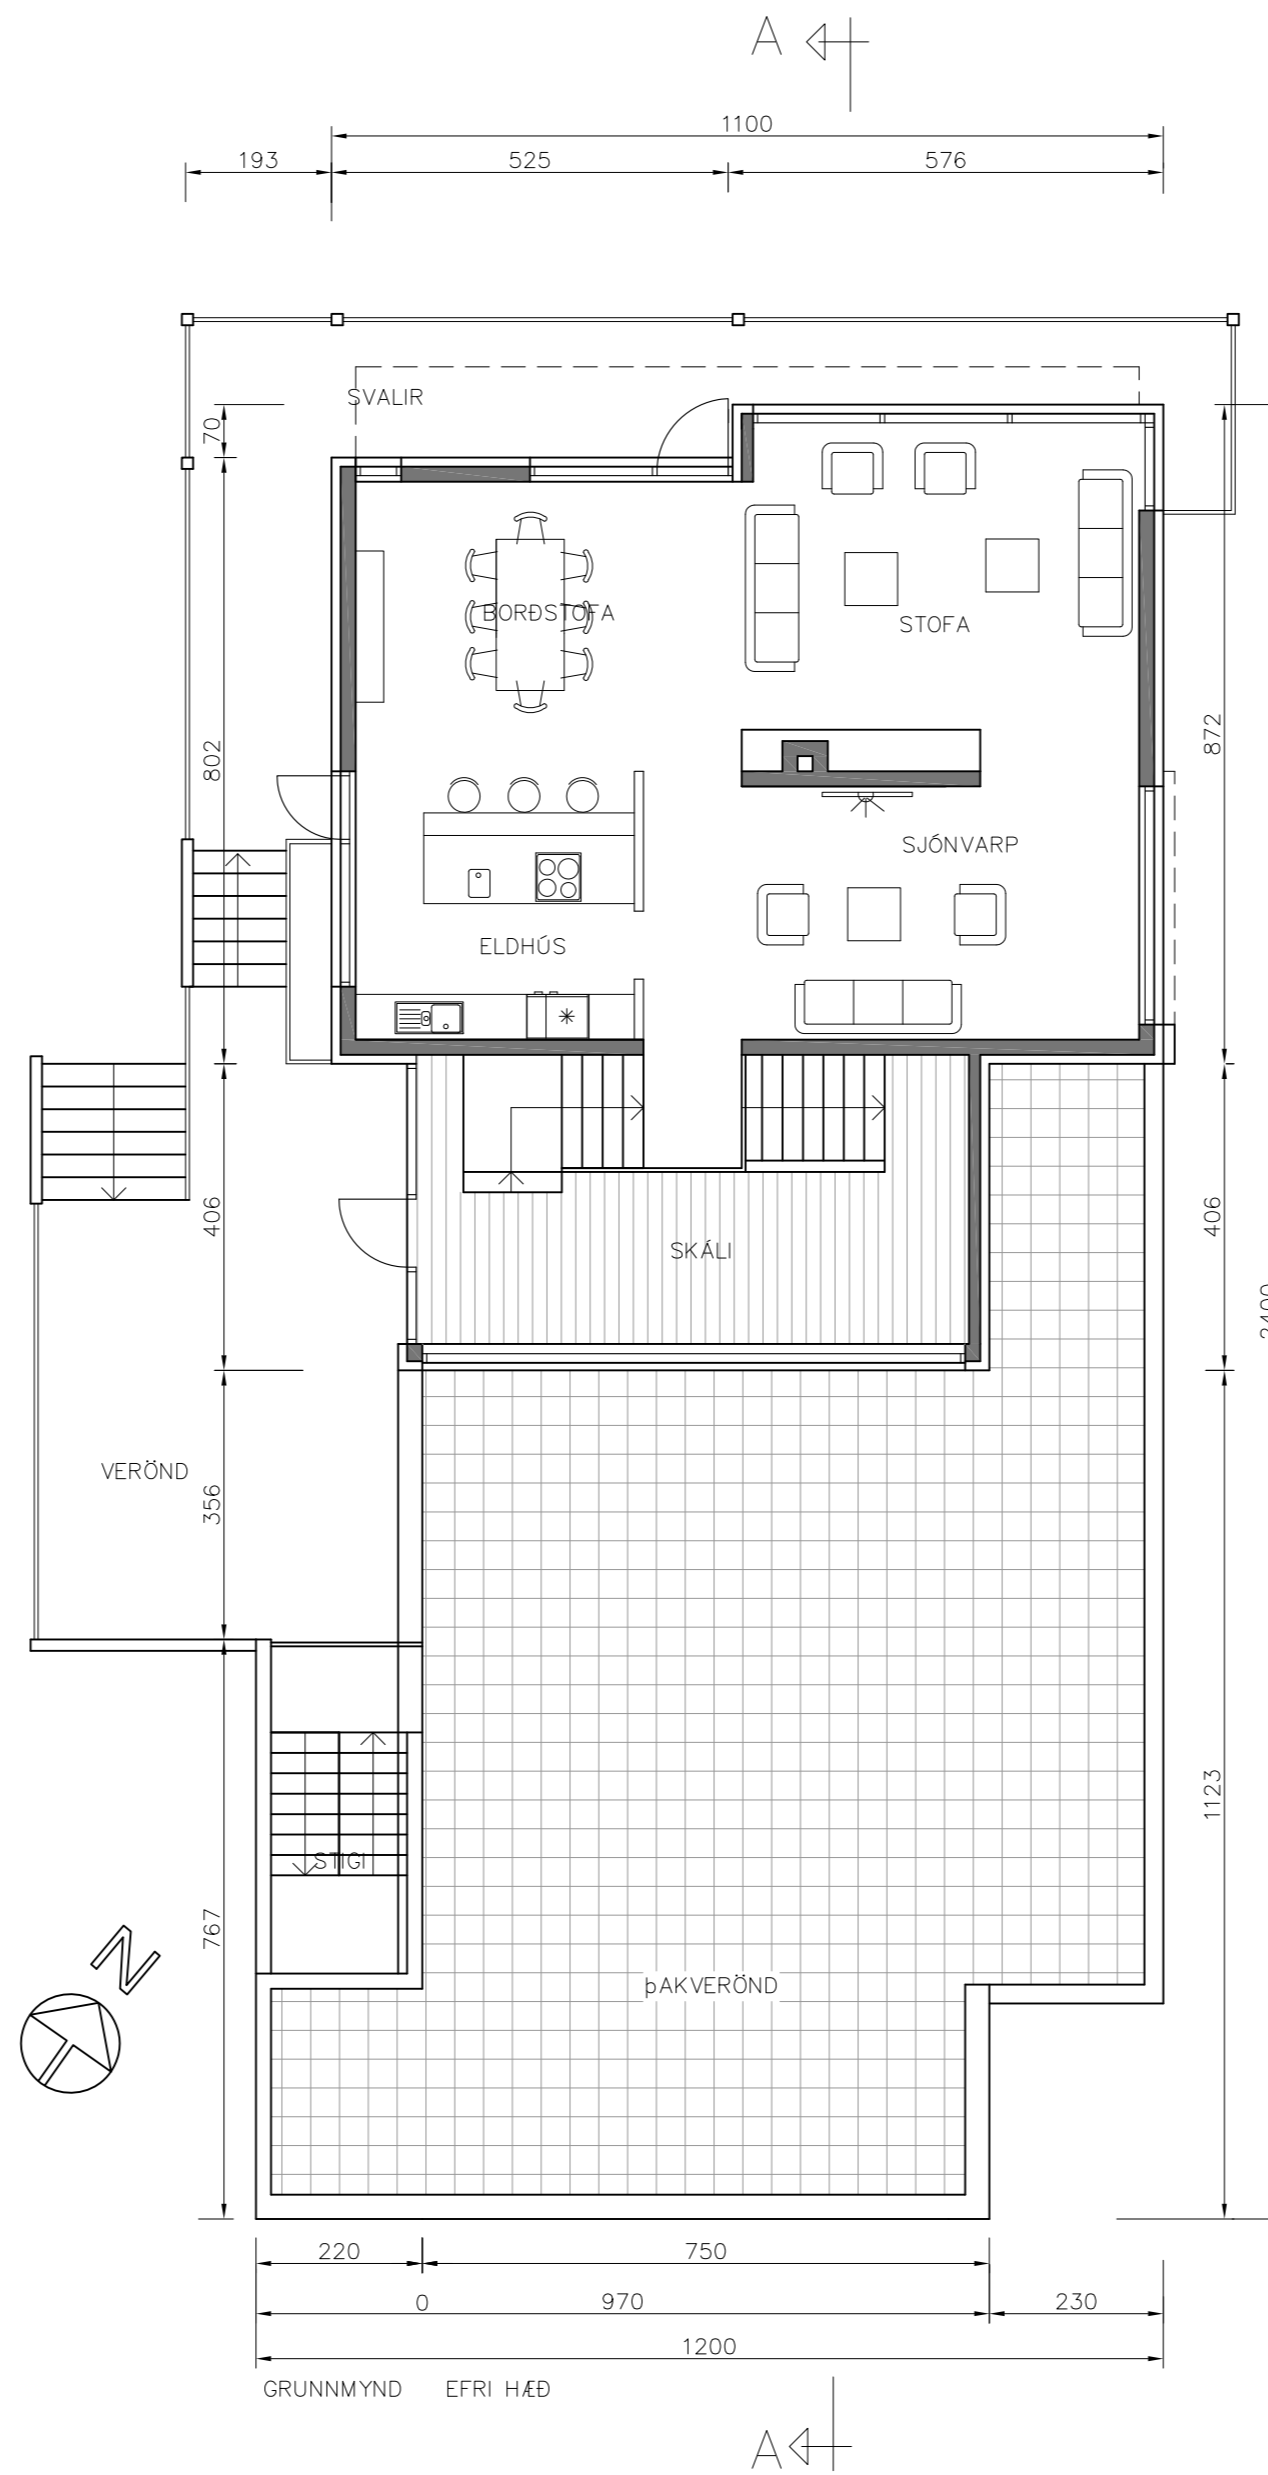 A
1100
193 525 576
SVALIR
70
BORÐSTOFA
STOFA
802
872
SJÓNVARP
ELDHÚS
406
406
SKÁLI
2400
VERÖND
356
1123
STIGI
767
N
ÞAKVERÖND
220 750
0 970 230
1200
GRUNNMYND EFRI HÆÐ
A